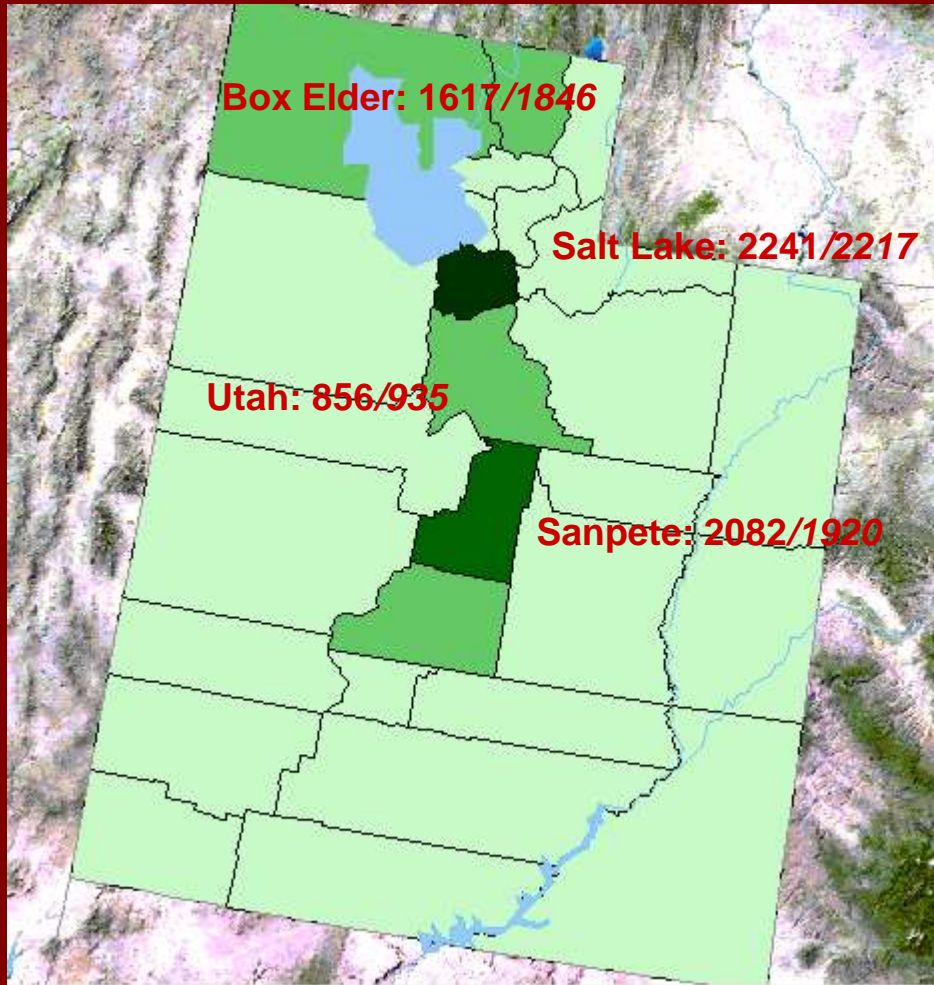 Box Elder: 1617/1846
Salt Lake: 2241/2217
Utah: 856/935
Sanpete: 2082/1920